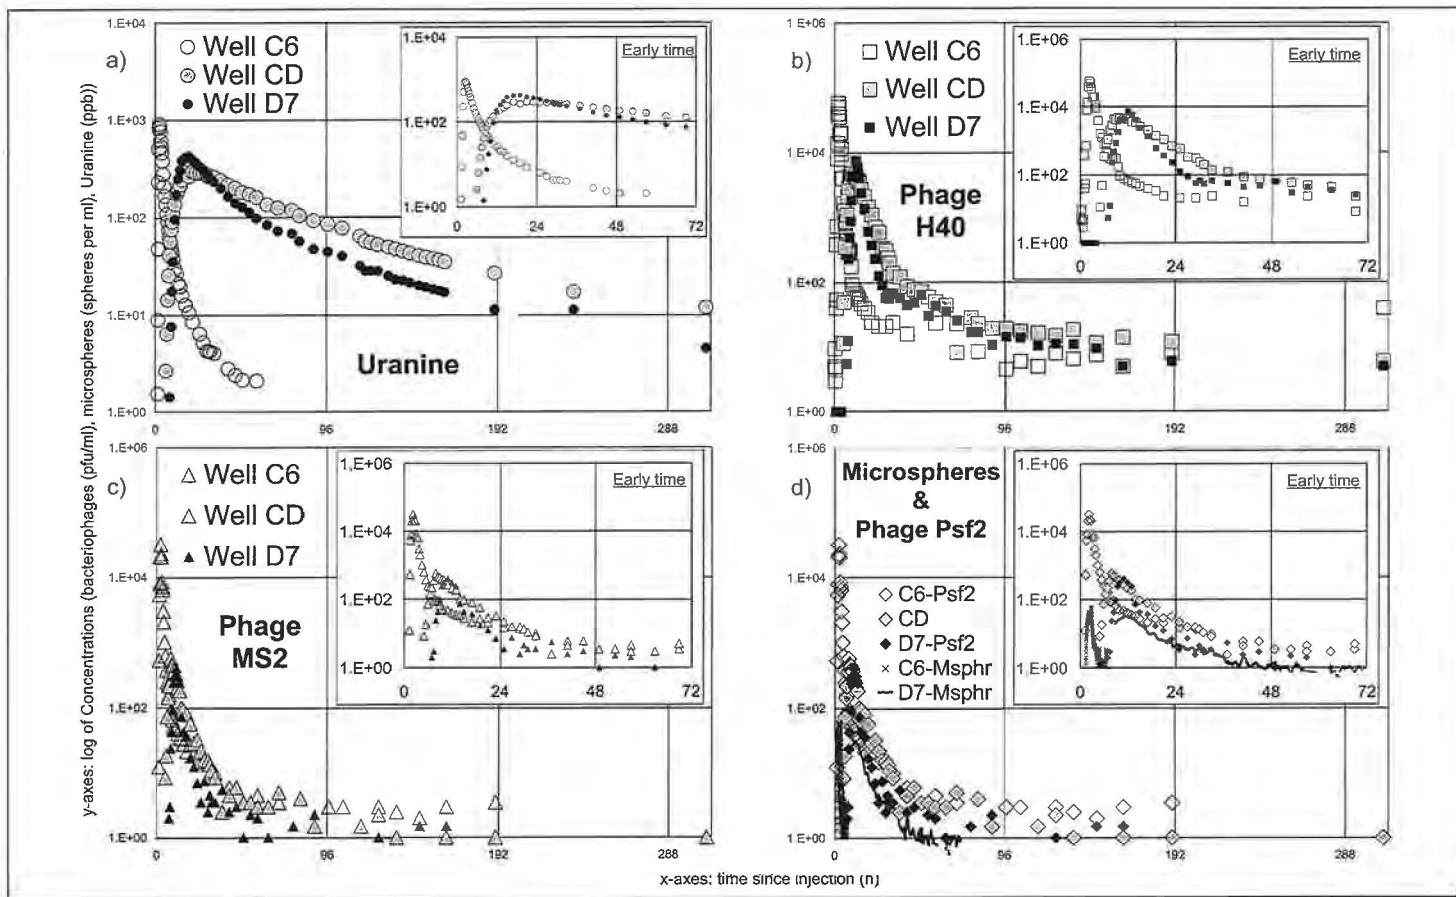 y-axes: log of Concentrations (bacteriophages (pfu/ml), microspheres (spheres per ml), Uranine (ppb))
a)
1.E+04
1.E+03
1.E+02
1.E+01
1.E+00
Well C6
Well CD
Well D7
Early time
1.E+04
1.E+02
1.E+00
0 24 48 72
Uranine
0 96 192 288
b)
1.E+06
1.E+04
1.E+02
1.E+00
Well C6
Well CD
Well D7
Phage
H40
Early time
1.E+06
1.E+04
1.E+02
1.E+00
0 24 48 72
0 96 192 288
c)
1.E+06
1.E+04
1.E+02
1.E+00
Well C6
Well CD
Well D7
Phage
MS2
Early time
1.E+06
1.E+04
1.E+02
1.E+00
0 24 48 72
0 96 192 288
d)
1.E+06
1.E+04
1.E+02
1.E+00
Microspheres
&
Phage Psf2
C6-Psf2
CD
D7-Psf2
C6-Msphr
D7-Msphr
Early time
1.E+06
1.E+04
1.E+02
1.E+00
0 24 48 72
0 96 192 288
x-axes: time since injection (n)